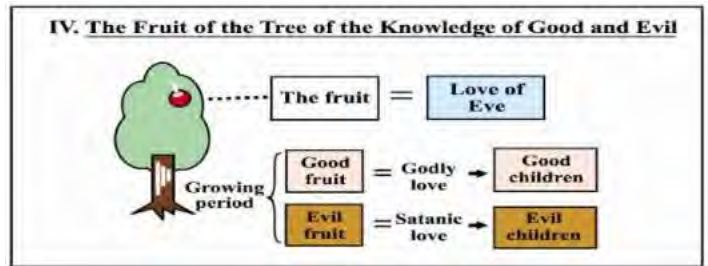 IV. The Fruit of the Tree of the Knowledge of Good and Evil
The fruit = Love of
Eve
Growing
period
Good
fruit = Godly
love → Good
children
Evil
fruit = Satanic
love → Evil
children